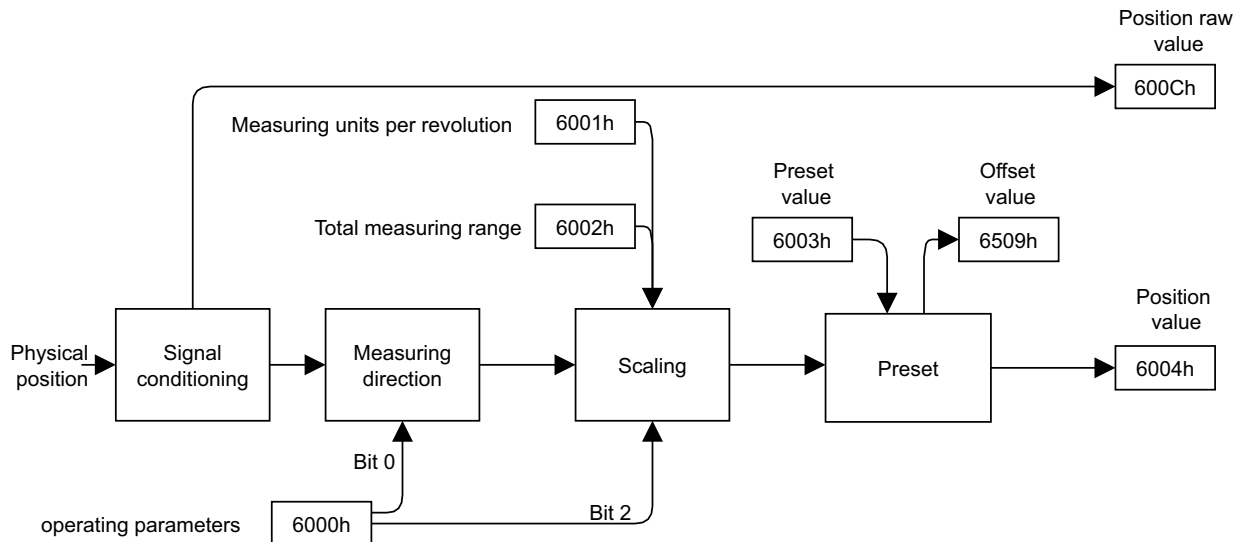 Position raw
value
600Ch
Measuring units per revolution
6001h
Preset
value
Offset
value
Total measuring range
6002h
6003h
6509h
Position
value
Physical
position
Signal
conditioning
Measuring
direction
Scaling
Preset
6004h
Bit 0
Bit 2
operating parameters
6000h